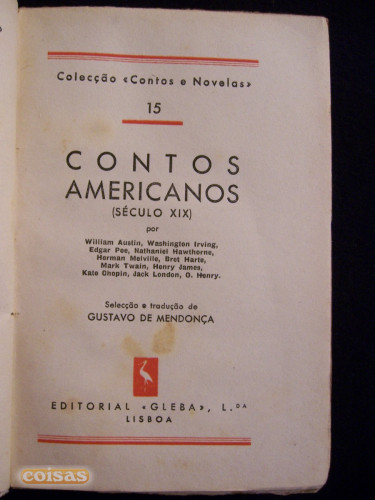 Colecção «Contos e Novelas»
15
CONTOS
AMERICANOS
(SÉCULO XIX)
por
William Austin, Washington Irving,
Edgar Poe, Nathaniel Hawthorne,
Herman Melville, Bret Harte,
Mark Twain, Henry James,
Kate Chopin, Jack London, O. Henry.
Selecção e tradução de
GUSTAVO DE MENDONÇA
EDITORIAL «GLEBA», L.DA
LISBOA
coisas